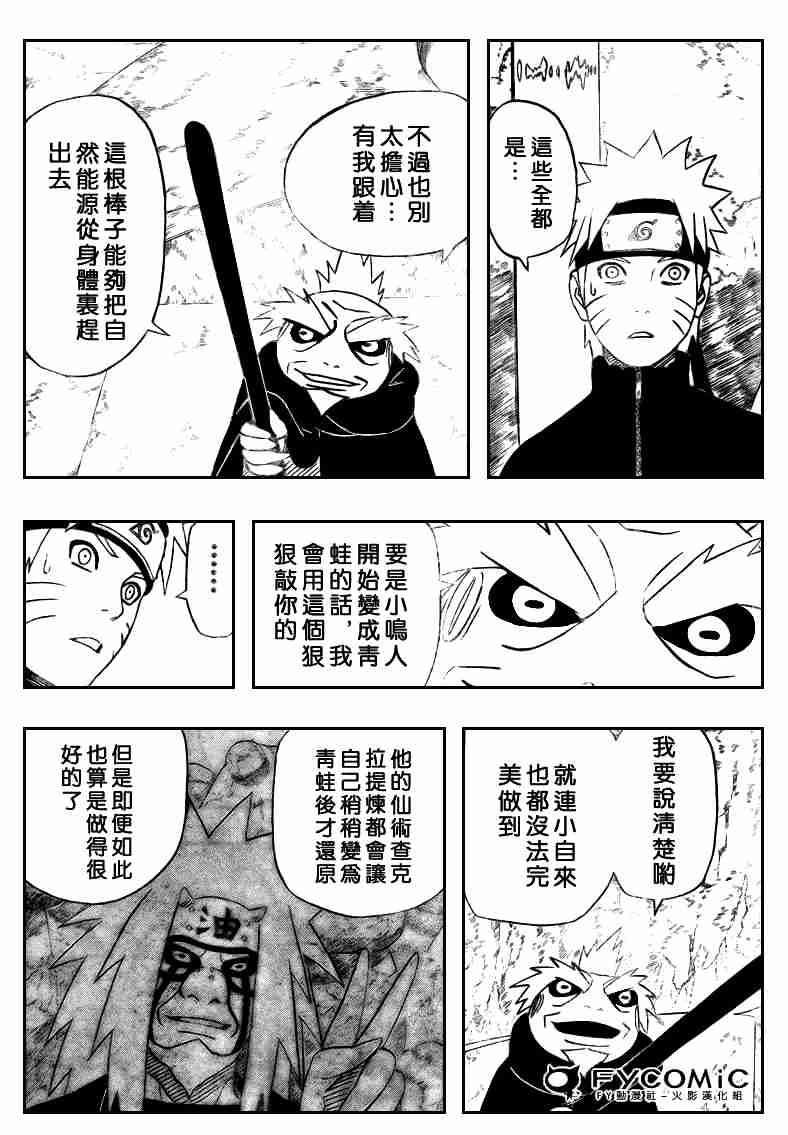 這些全都
是…
不過也別
太擔心…
有我跟着
這根棒子能夠把自
然能源從身體裏趕
出去
要是小鳴人
開始變成青
蛙的話，我
會用這個狠
狠敲你的
……
我要說清楚喲
就連小自來
也都沒法完
美做到
他的仙術查克
拉提煉都會讓
自己稍稍變爲
青蛙後才還原
油
但是即便如此
也算是做得很
好的了
FYCOMIC
FY動漫社-火影漢化組